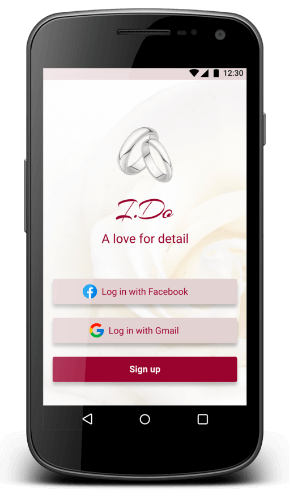 12:30
I.Do
A love for detail
Log in with Facebook
Log in with Gmail
Sign up